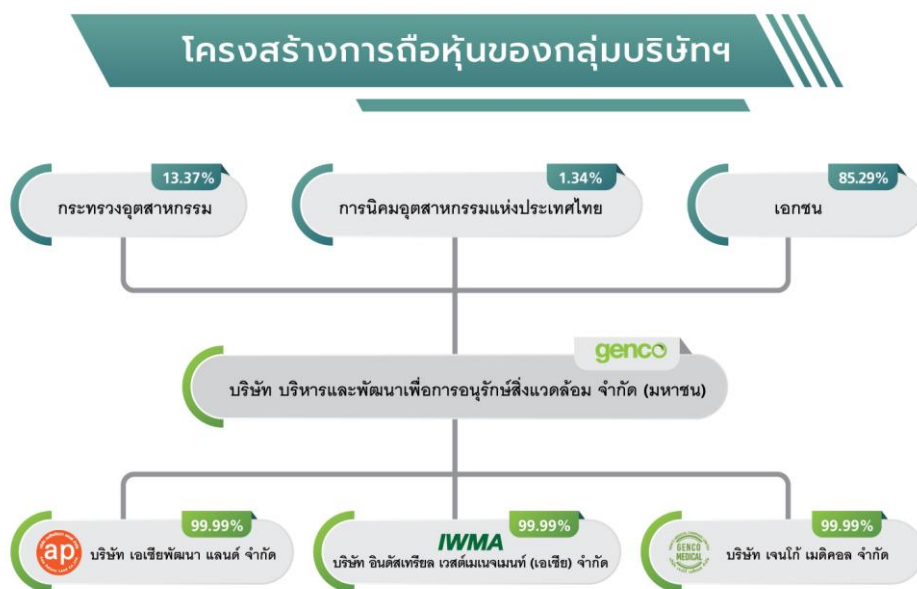 โครงสร้างการถือหุ้นของกลุ่มบริษัทฯ
13.37%
กระทรวงอุตสาหกรรม
1.34%
การนิคมอุตสาหกรรมแห่งประเทศไทย
85.29%
เอกชน
genco
บริษัท บริหารและพัฒนาเพื่อการอนุรักษ์สิ่งแวดล้อม จำกัด (มหาชน)
99.99%
ap
บริษัท เอเซียพัฒนา แลนด์ จำกัด
99.99%
IWMA
บริษัท อินดัสเทรียล เวสต์เมเนจเมนท์ (เอเซีย) จำกัด
99.99%
GENCO
MEDICAL
บริษัท เจนโก้ เมดิคอล จำกัด